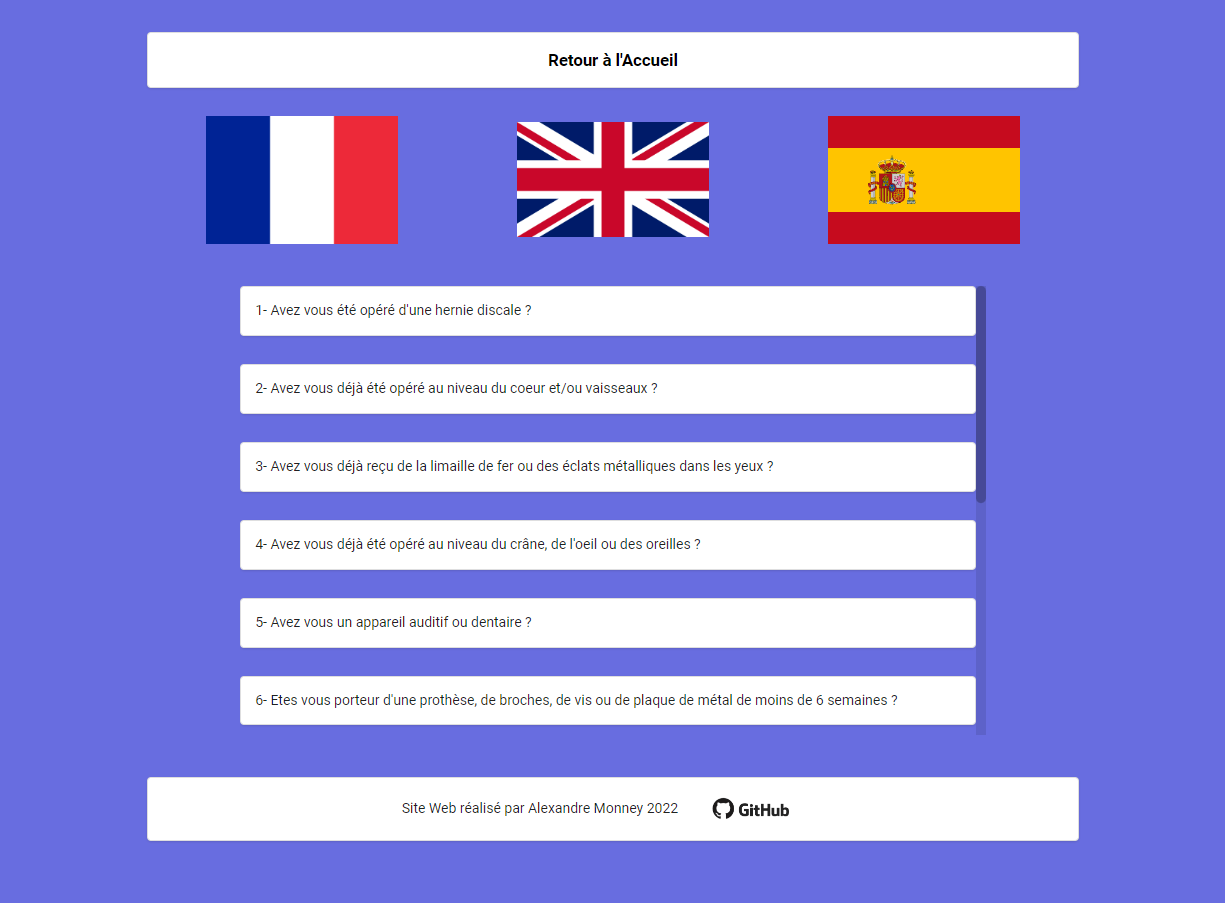 Retour à l'Accueil
1- Avez vous été opéré d'une hernie discale ?
2- Avez vous déjà été opéré au niveau du coeur et/ou vaisseaux ?
3- Avez vous déjà reçu de la limaille de fer ou des éclats métalliques dans les yeux ?
4- Avez vous déjà été opéré au niveau du crâne, de l'oeil ou des oreilles ?
5- Avez vous un appareil auditif ou dentaire ?
6- Etes vous porteur d'une prothèse, de broches, de vis ou de plaque de métal de moins de 6 semaines ?
Site Web réalisé par Alexandre Monney 2022 GitHub